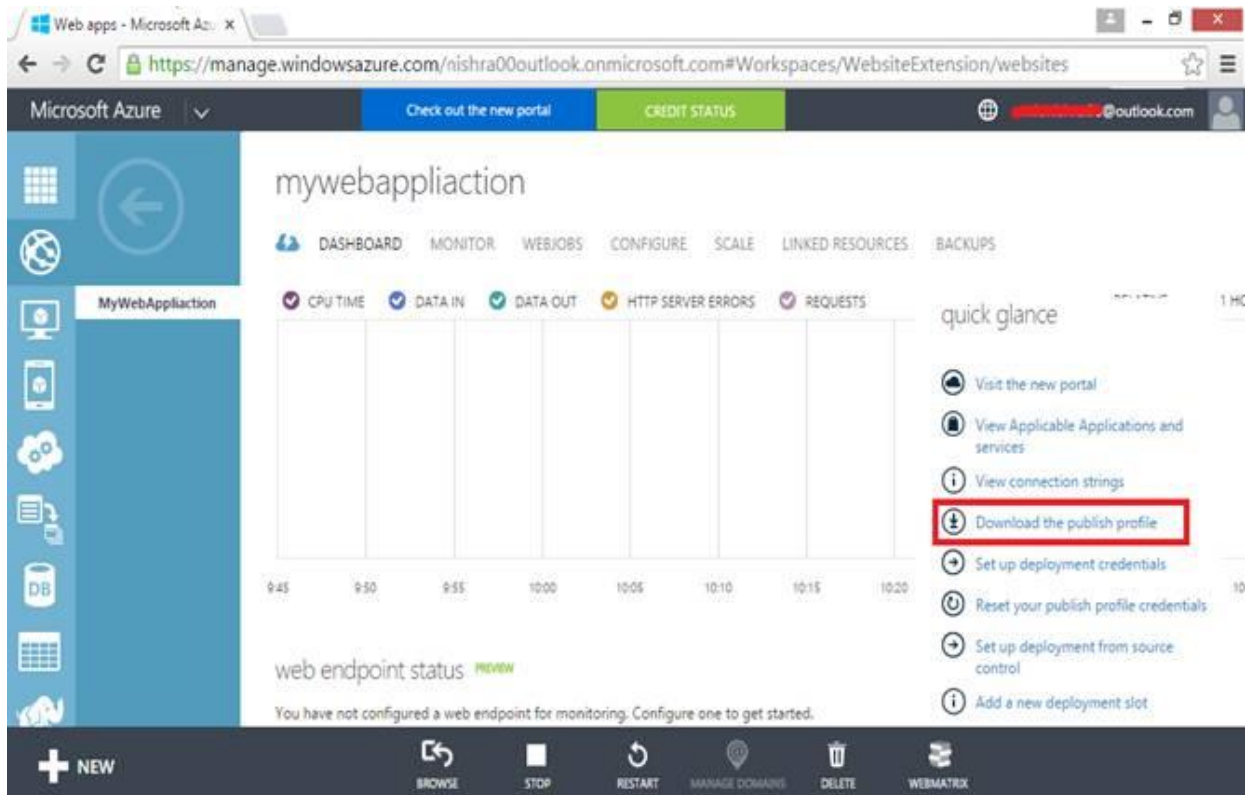 Web apps - Microsoft Az
https://manage.windowsazure.com/nishra00outlook.onmicrosoft.com#Workspaces/WebsiteExtension/websites
Microsoft Azure
Check out the new portal
CREDIT STATUS
@outlook.com
mywebappliaction
DASHBOARD MONITOR WEBJOBS CONFIGURE SCALE LINKED RESOURCES BACKUPS
MyWebAppliaction
CPU TIME DATA IN DATA OUT HTTP SERVER ERRORS REQUESTS
1 HO
quick glance
Visit the new portal
View Applicable Applications and
services
View connection strings
Download the publish profile
Set up deployment credentials
Reset your publish profile credentials
Set up deployment from source
control
Add a new deployment slot
DB
9:45 9:50 9:55 10:00 10:05 10:10 10:15 10:20 10
web endpoint status PREVIEW
You have not configured a web endpoint for monitoring. Configure one to get started.
NEW
BROWSE
STOP
RESTART
MANAGE DOMAINS
DELETE
WEBMATRIX